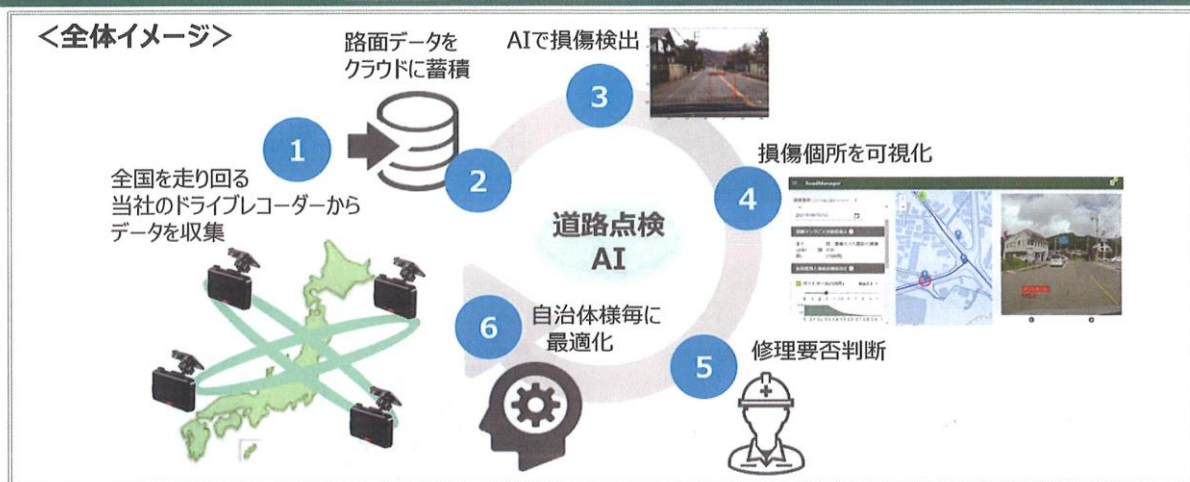 <全体イメージ>
1
全国を走り回る
当社のドライブレコーダーから
データを収集
路面データを
クラウドに蓄積
2
AIで損傷検出
3
損傷個所を可視化
4
RoadManager
修理要否判断
5
自治体様毎に
最適化
6
道路点検
AI